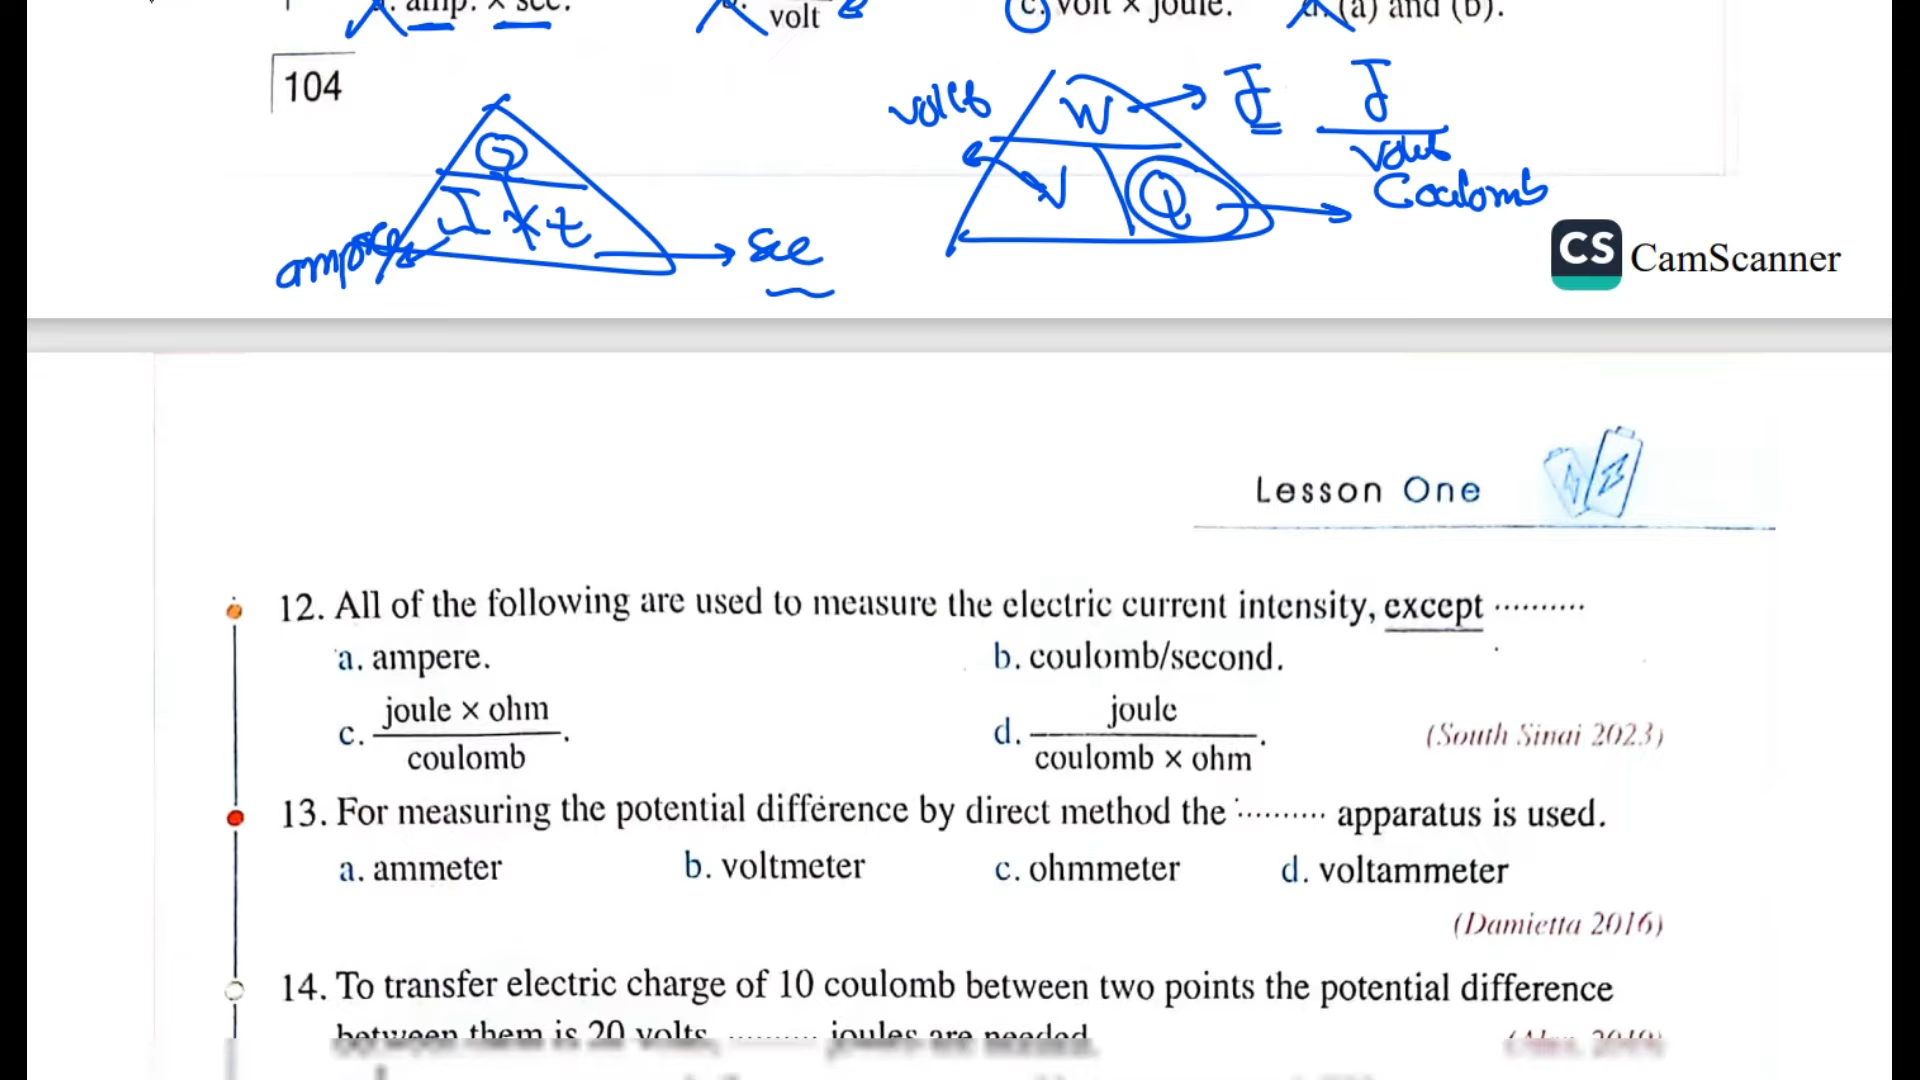 amp. × sec.
volt
c. volt × joule.
(a) and (b).
104
Q
I × t
ampere
sec
volt
W
V
Q
J
J
volt
Coulomb
CS CamScanner
Lesson One
12. All of the following are used to measure the electric current intensity, except ..........
a. ampere.
b. coulomb/second.
c. joule × ohm
coulomb.
d. joule
coulomb × ohm.
(South Sinai 2023)
13. For measuring the potential difference by direct method the .......... apparatus is used.
a. ammeter b. voltmeter c. ohmmeter d. voltammeter
(Damietta 2016)
14. To transfer electric charge of 10 coulomb between two points the potential difference
between them is 20 volts, .......... joules are needed.